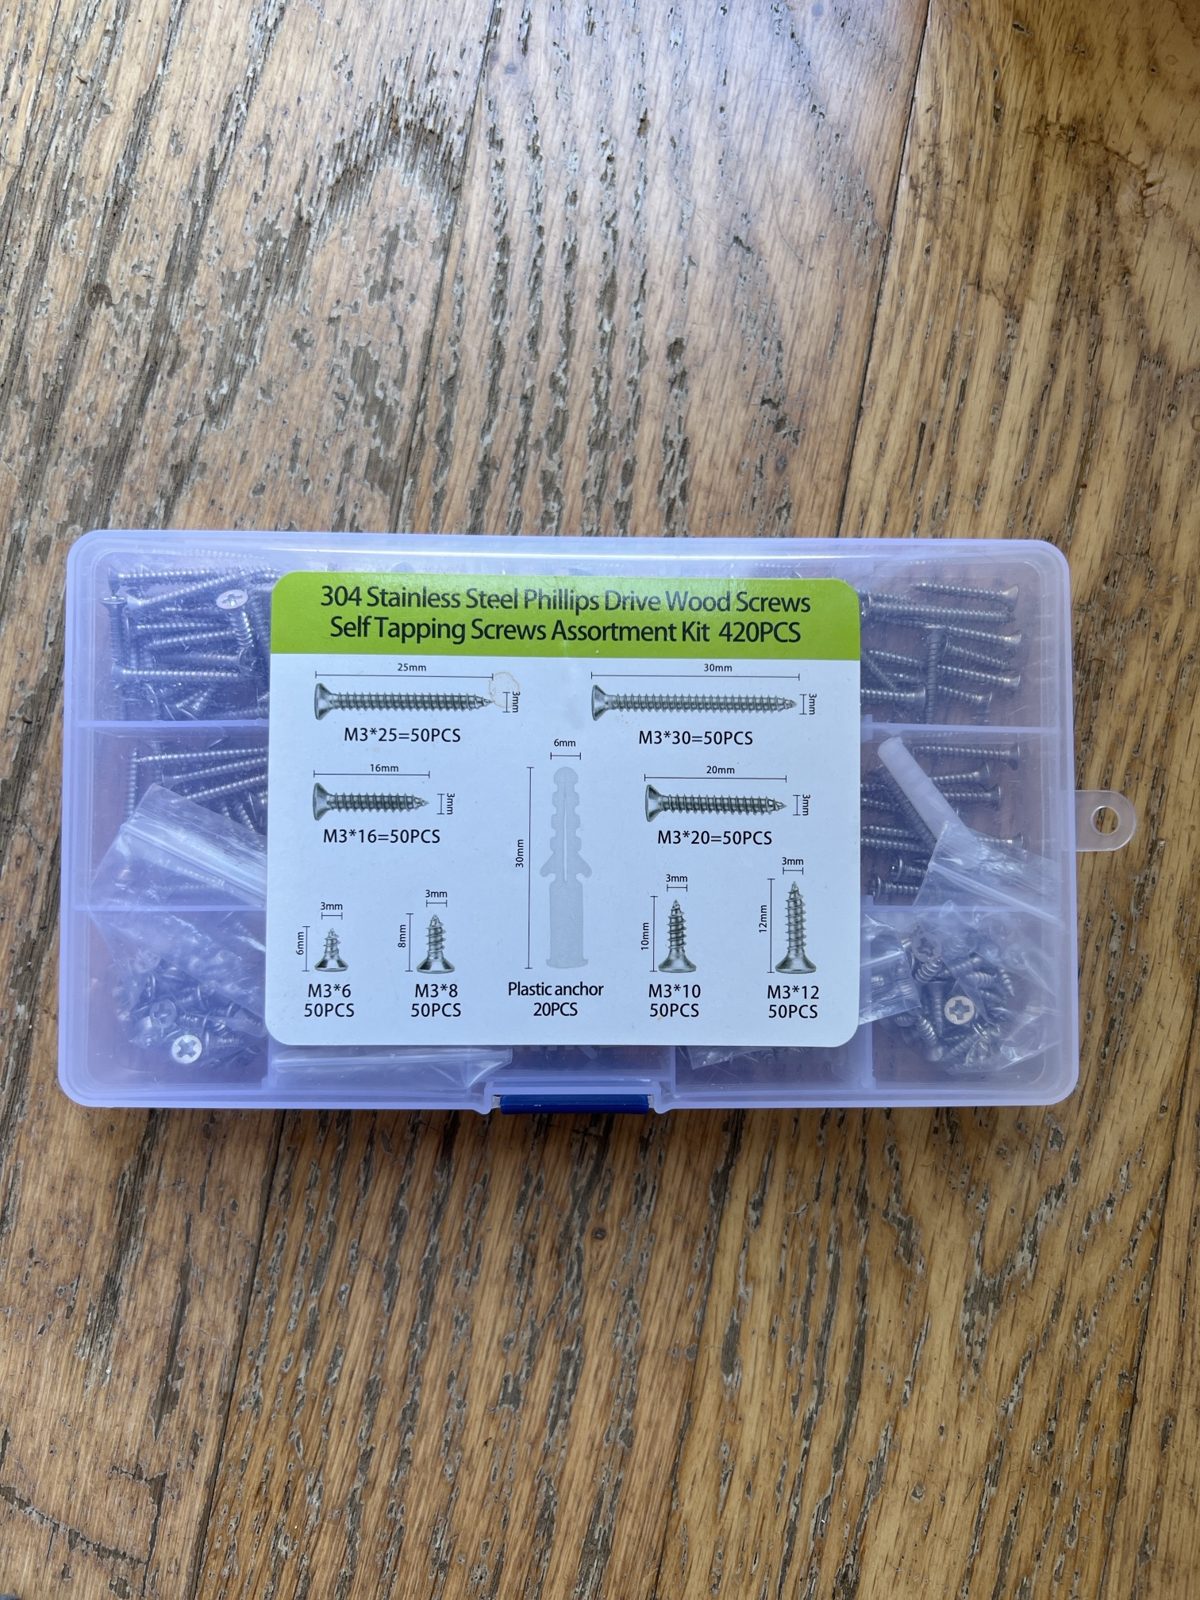 304 Stainless Steel Phillips Drive Wood Screws
Self Tapping Screws Assortment Kit 420PCS
25mm
3mm
M3*25=50PCS
30mm
3mm
M3*30=50PCS
16mm
3mm
M3*16=50PCS
6mm
30mm
20mm
3mm
M3*20=50PCS
3mm
6mm
M3*6
50PCS
3mm
8mm
M3*8
50PCS
Plastic anchor
20PCS
3mm
10mm
M3*10
50PCS
3mm
12mm
M3*12
50PCS